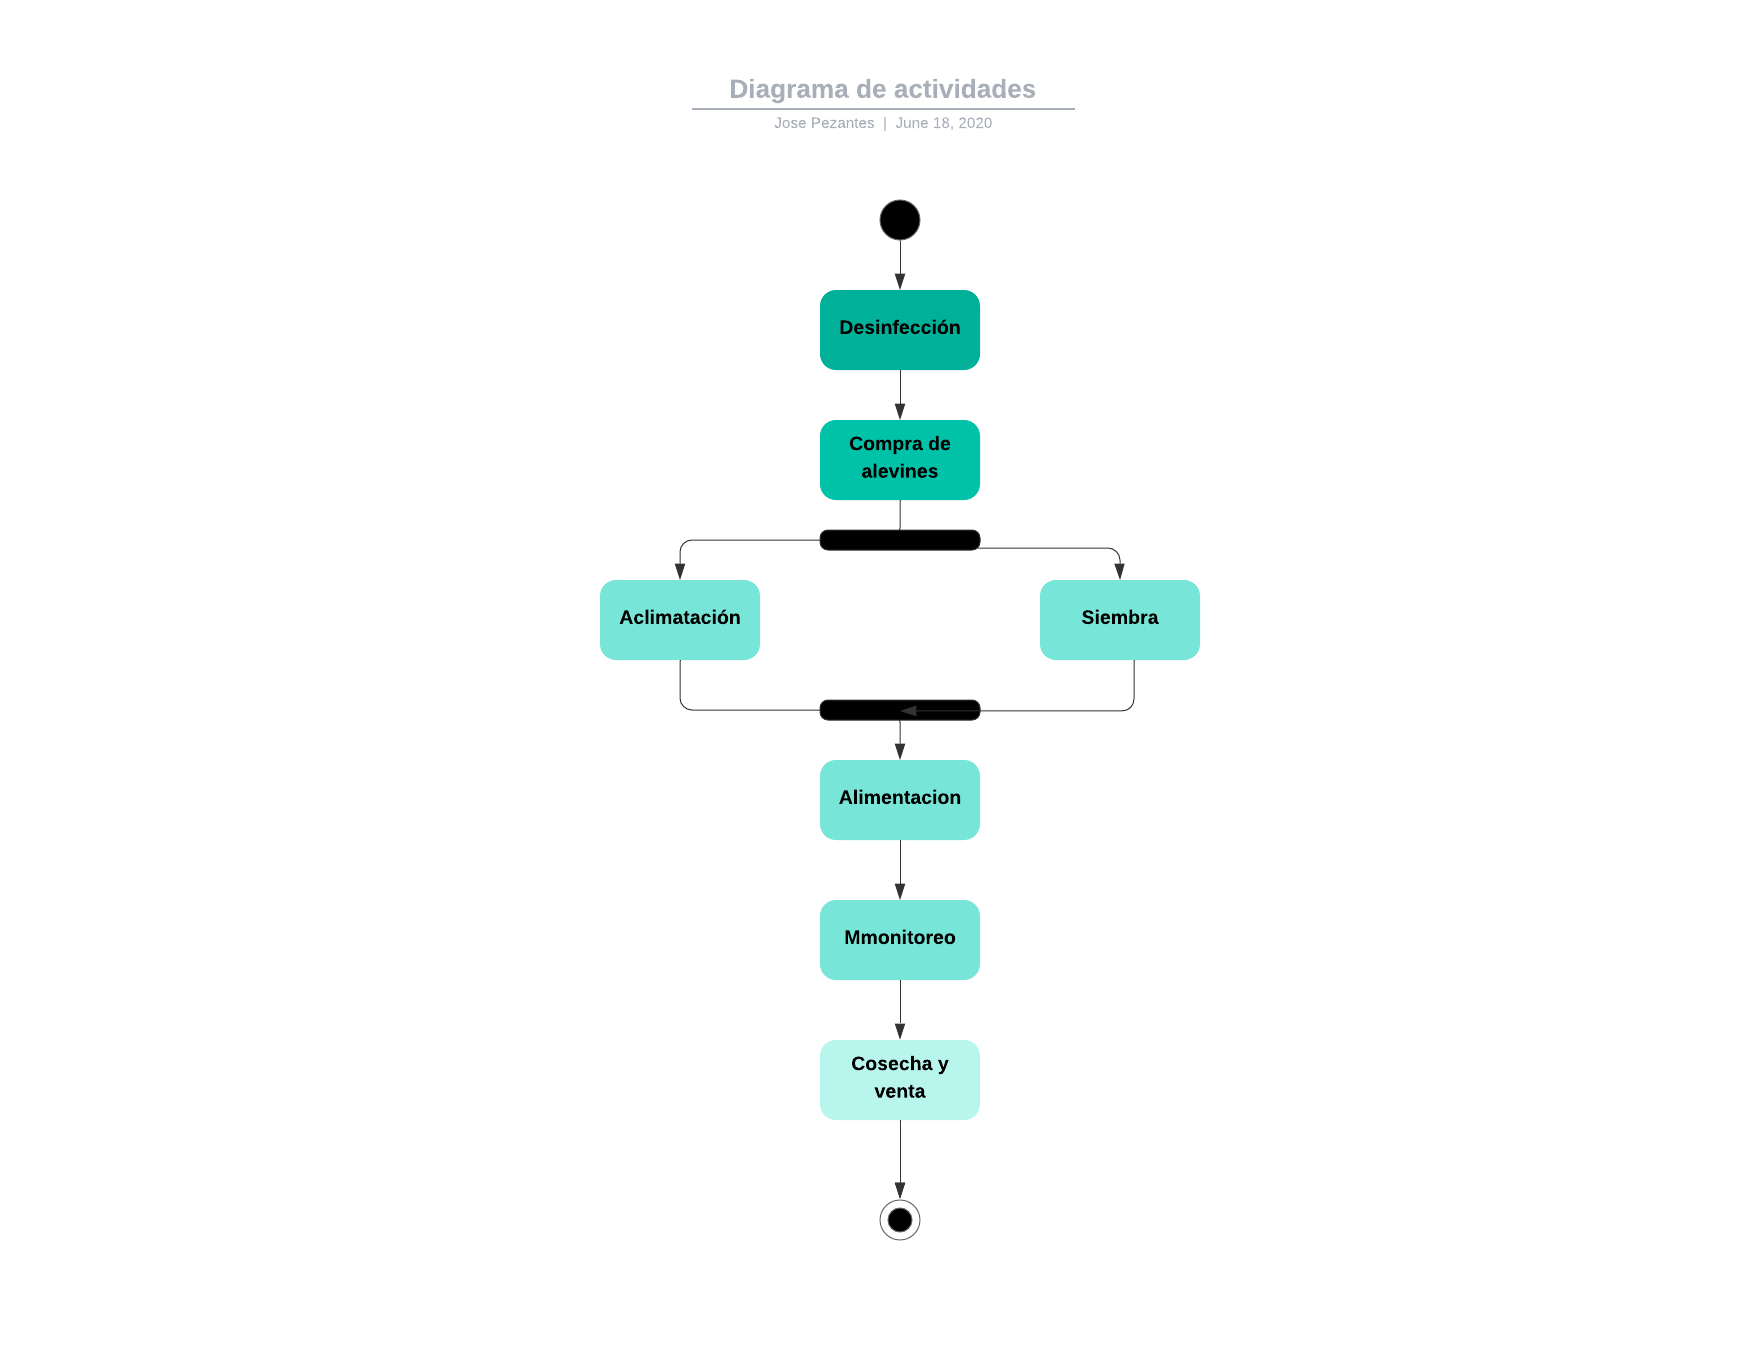 Diagrama de actividades
Jose Pezantes | June 18, 2020
Desinfección
Compra de
alevines
Aclimatación
Siembra
Alimentacion
Mmonitoreo
Cosecha y
venta